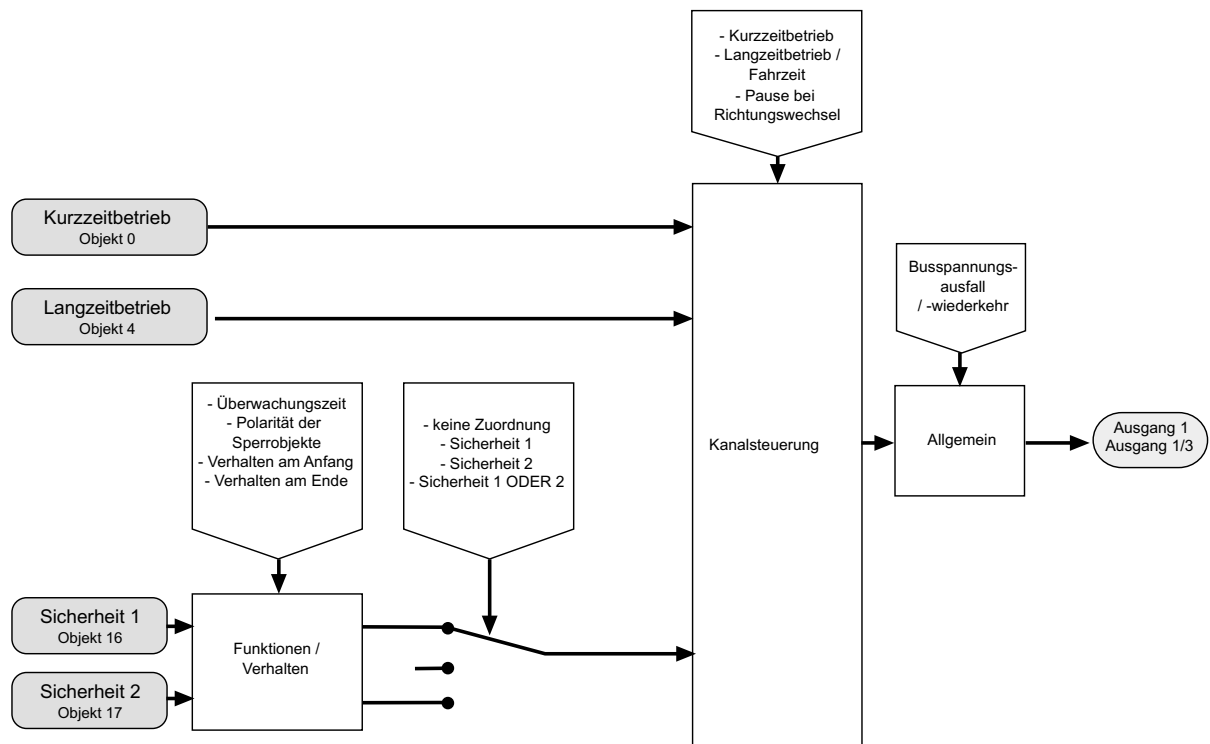 - Kurzzeitbetrieb
- Langzeitbetrieb /
Fahrzeit
- Pause bei
Richtungswechsel
Kurzzeitbetrieb
Objekt 0
Langzeitbetrieb
Objekt 4
Busspannungs-
ausfall
/ -wiederkehr
- Überwachungszeit
- Polarität der
Sperrobjekte
- Verhalten am Anfang
- Verhalten am Ende
- keine Zuordnung
- Sicherheit 1
- Sicherheit 2
- Sicherheit 1 ODER 2
Kanalsteuerung
Allgemein
Ausgang 1
Ausgang 1/3
Sicherheit 1
Objekt 16
Funktionen /
Verhalten
Sicherheit 2
Objekt 17